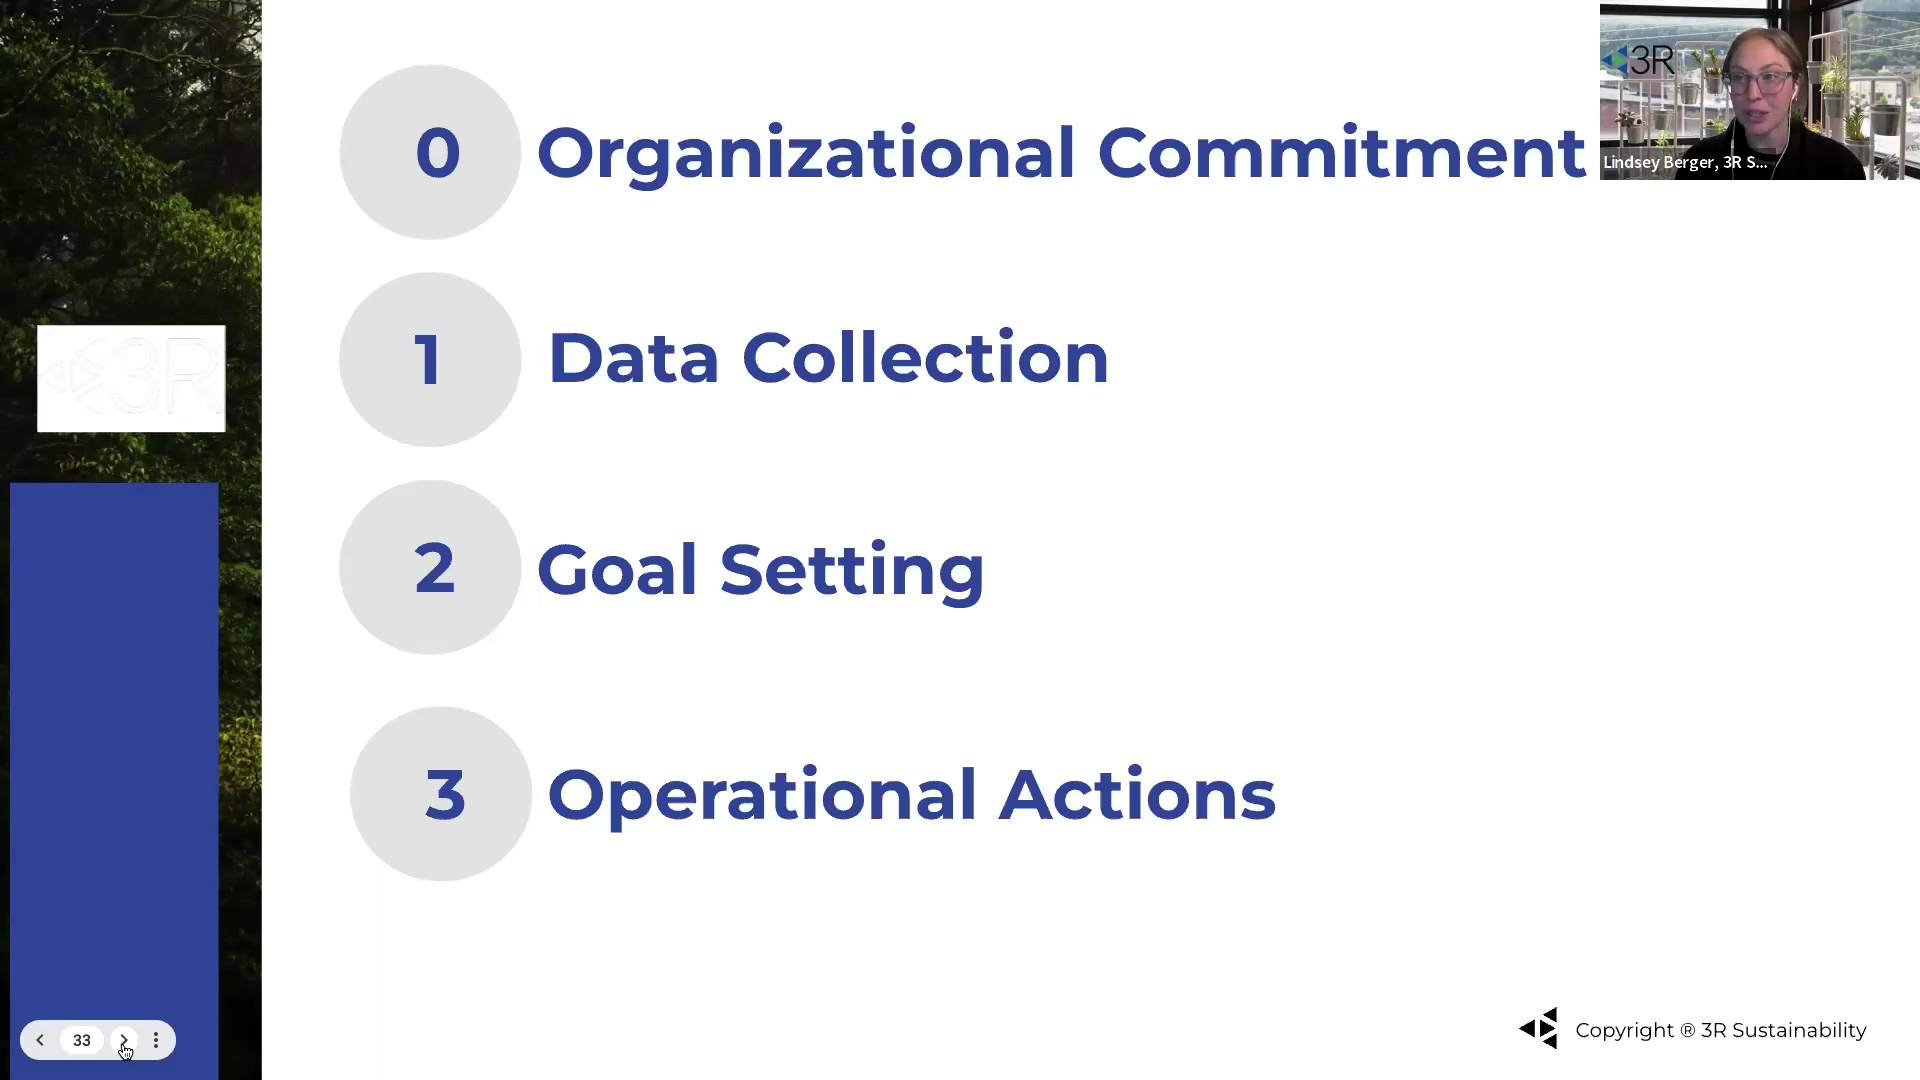 0 Organizational Commitment
3R
Lindsey Berger, 3R S...
1 Data Collection
3R
2 Goal Setting
3 Operational Actions
33
Copyright ® 3R Sustainability